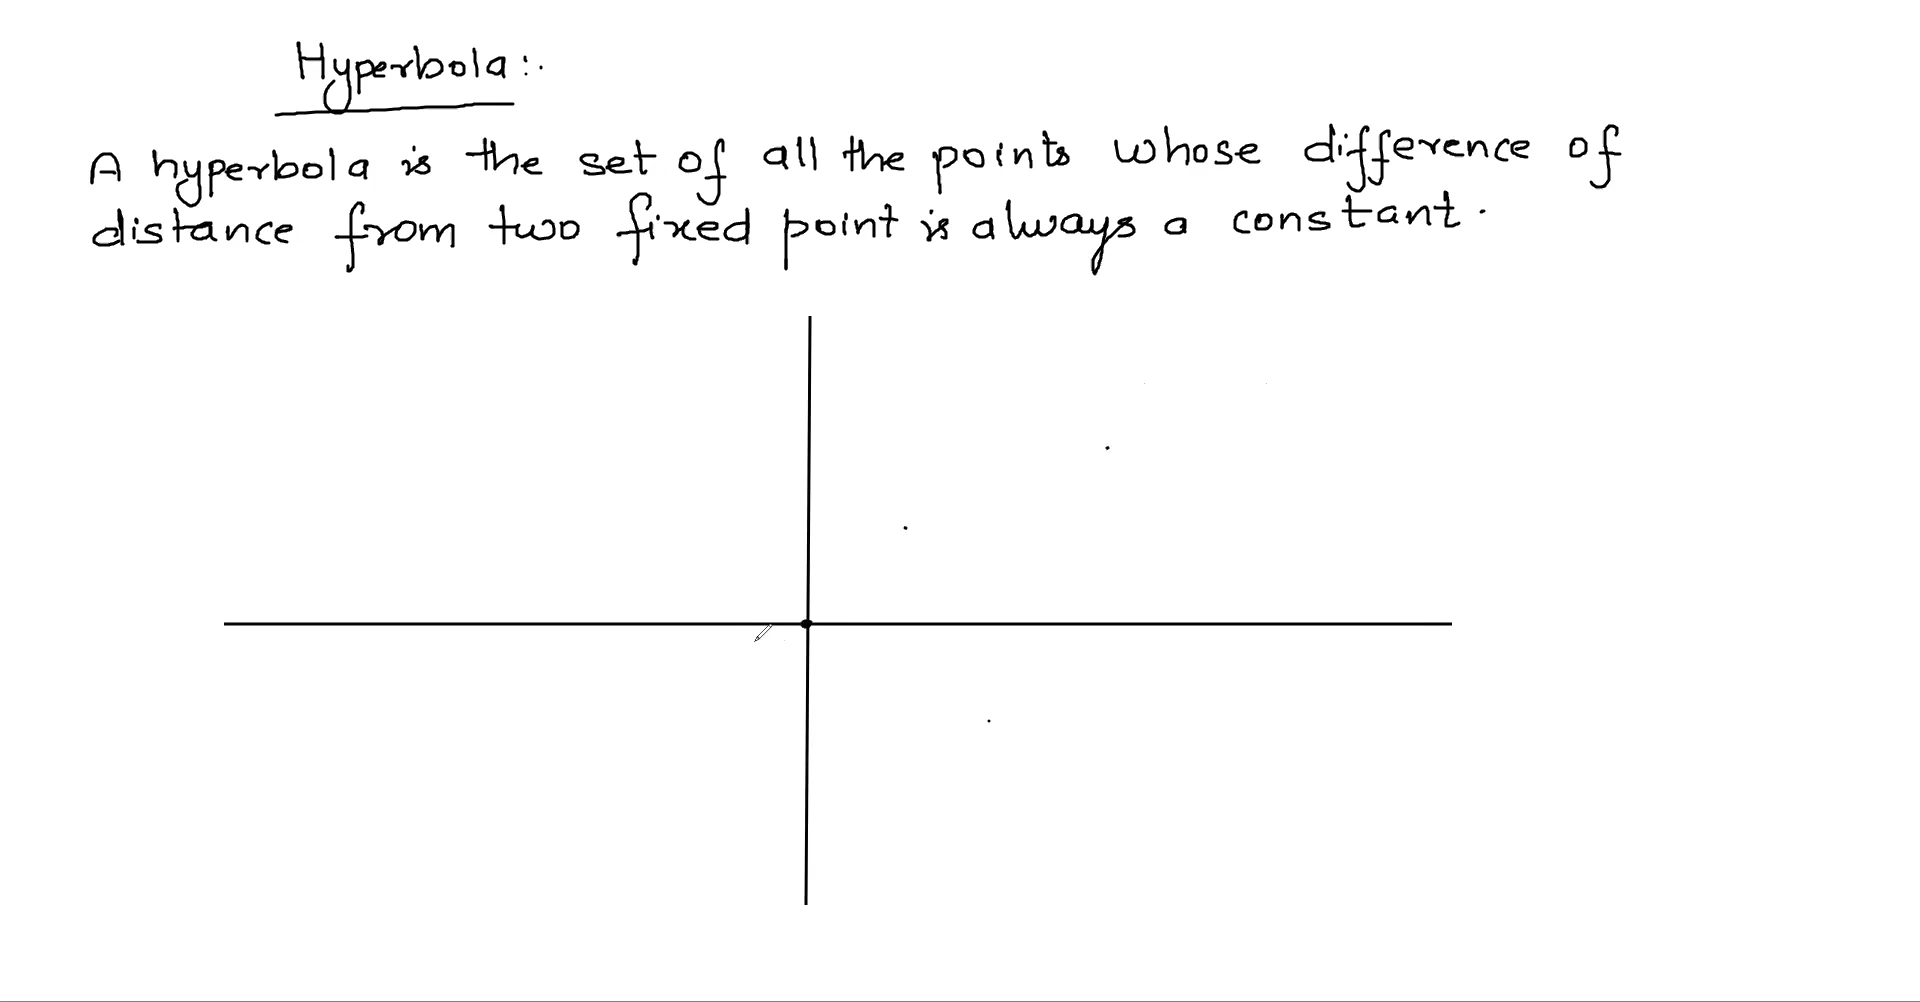 Hyperbola :.
A hyperbola is the set of all the points whose difference of
distance from two fixed point is always a constant.